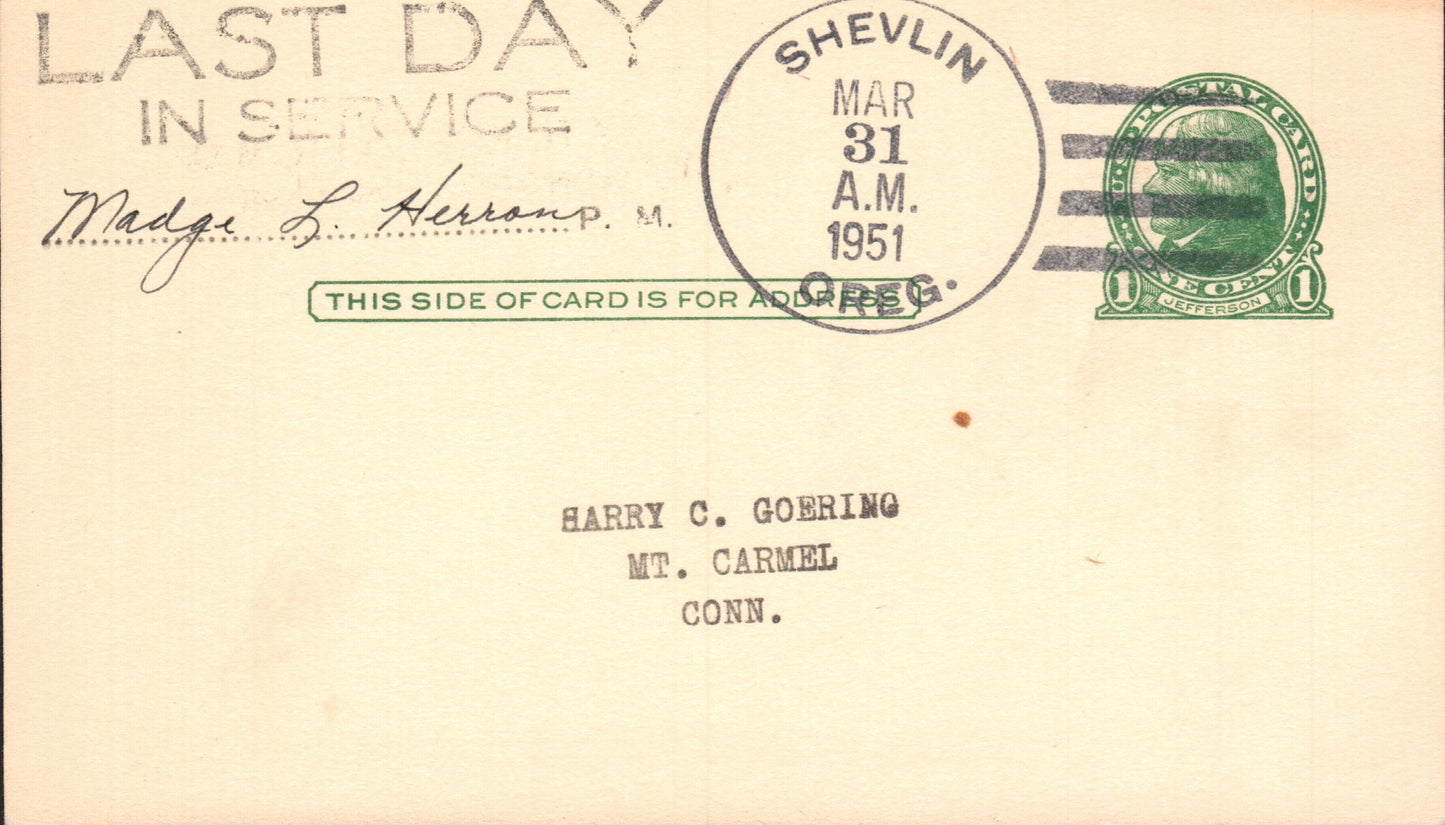 LAST DAY
IN SERVICE
Madge L. Herron P. M.
SHEVLIN
MAR
31
A.M.
1951
OREG.
U.S. POSTAL CARD
ONE CENT
1 JEFFERSON 1
THIS SIDE OF CARD IS FOR ADDRESS
HARRY C. GOERING
MT. CARMEL
CONN.